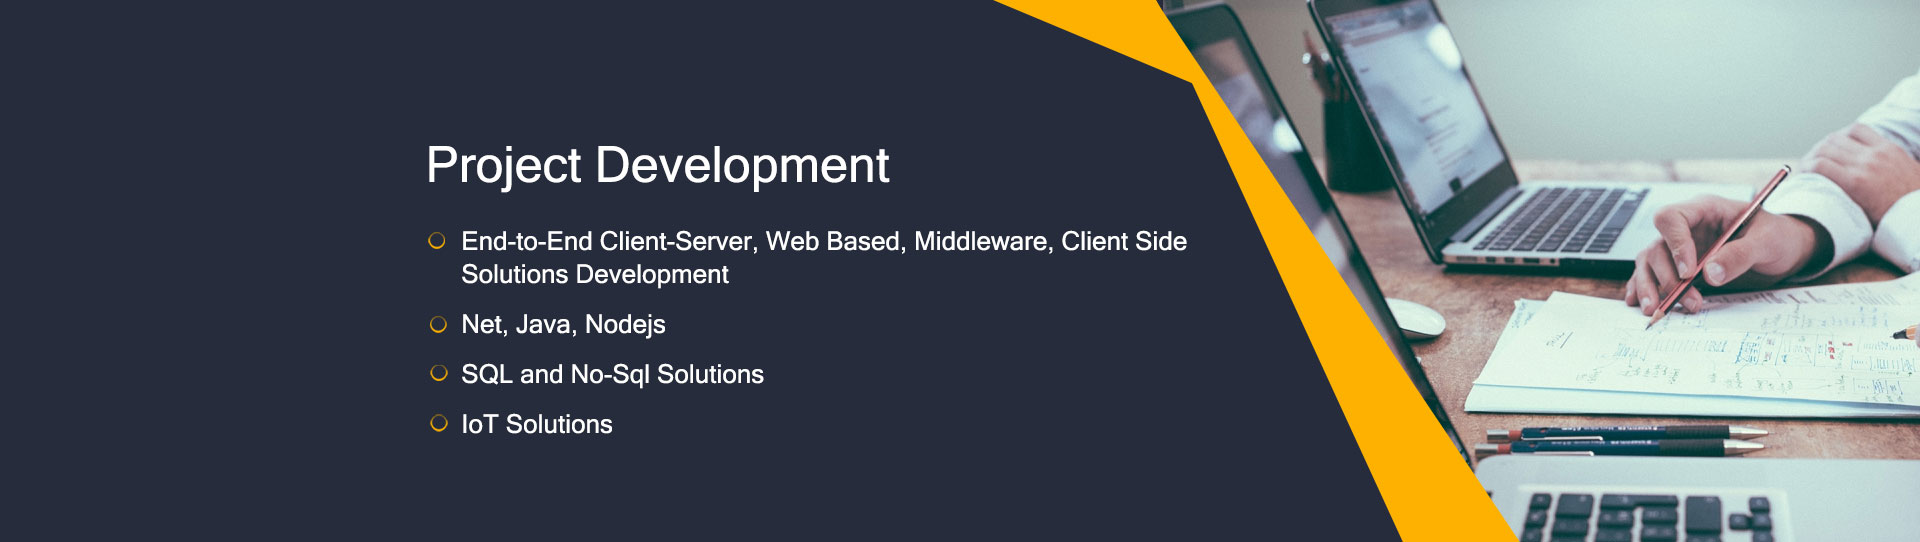 Project Development
End-to-End Client-Server, Web Based, Middleware, Client Side
Solutions Development
Net, Java, Nodejs
SQL and No-Sql Solutions
IoT Solutions